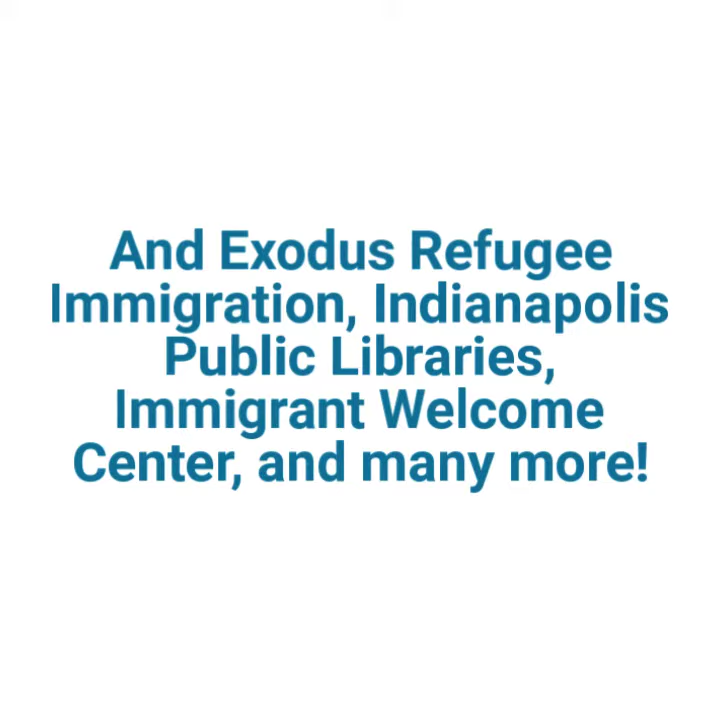 And Exodus Refugee
Immigration, Indianapolis
Public Libraries,
Immigrant Welcome
Center, and many more!